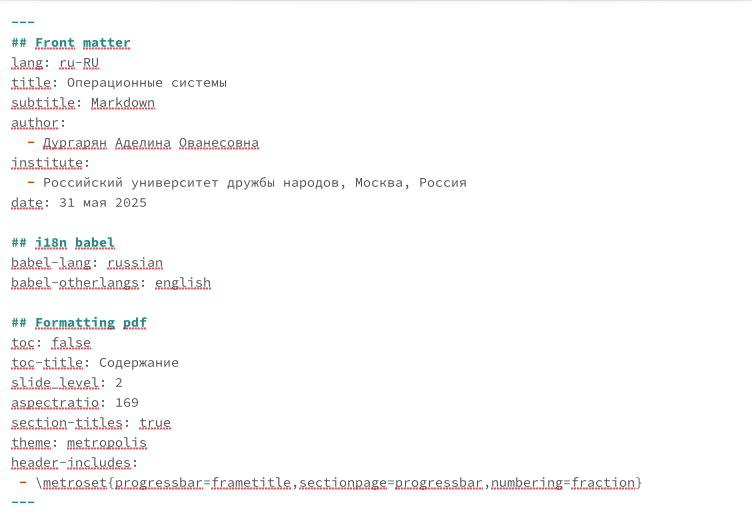 ---
## Front matter
lang: ru-RU
title: Операционные системы
subtitle: Markdown
author:
  - Дургарян Аделина Ованесовна
institute:
  - Российский университет дружбы народов, Москва, Россия
date: 31 мая 2025

## i18n babel
babel-lang: russian
babel-otherlangs: english

## Formatting pdf
toc: false
toc-title: Содержание
slide_level: 2
aspectratio: 169
section-titles: true
theme: metropolis
header-includes:
 - \metroset{progressbar=frametitle,sectionpage=progressbar,numbering=fraction}
---